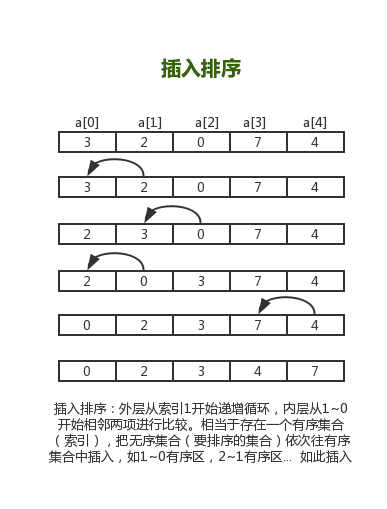 插入排序
a[0] a[1] a[2] a[3] a[4]
3 2 0 7 4
3 2 0 7 4
2 3 0 7 4
2 0 3 7 4
0 2 3 7 4
0 2 3 4 7
插入排序：外层从索引1开始递增循环，内层从1~0
开始相邻两项进行比较。相当于存在一个有序集合
（索引），把无序集合（要排序的集合）依次往有序
集合中插入，如1~0有序区，2~1有序区... 如此插入